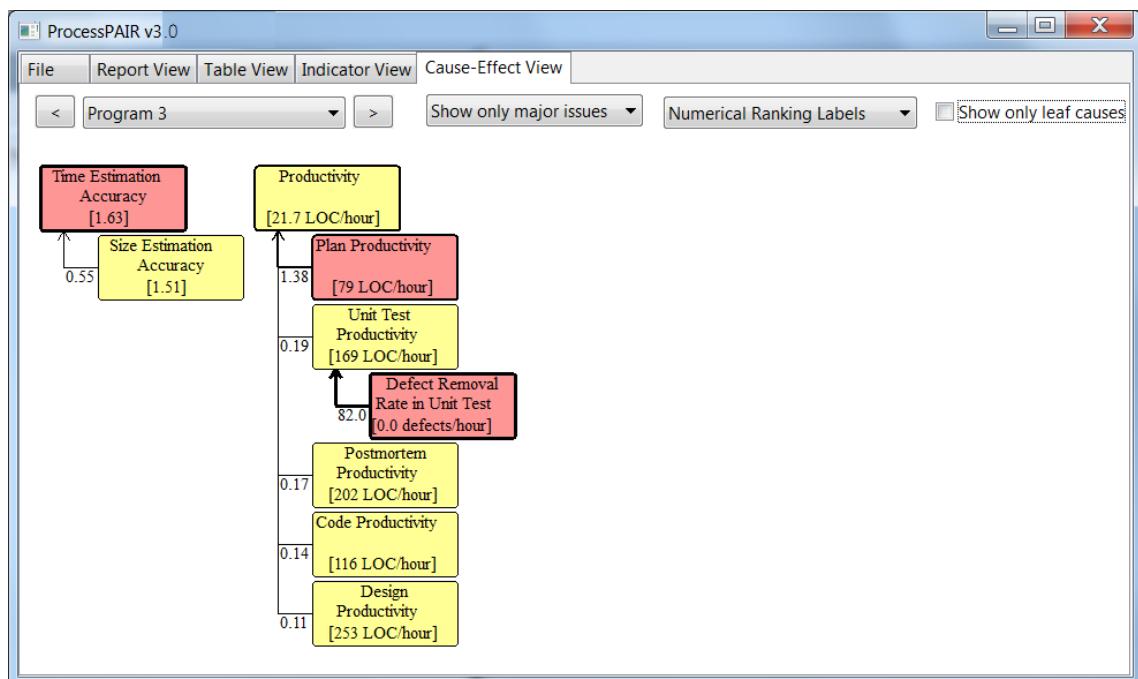 ProcessPAIR v3.0
File Report View Table View Indicator View Cause-Effect View
< Program 3 > Show only major issues Numerical Ranking Labels Show only leaf causes
Time Estimation
Accuracy
[1.63]
0.55
Size Estimation
Accuracy
[1.51]
Productivity
[21.7 LOC/hour]
1.38
Plan Productivity
[79 LOC/hour]
0.19
Unit Test
Productivity
[169 LOC/hour]
82.0
Defect Removal
Rate in Unit Test
[0.0 defects/hour]
0.17
Postmortem
Productivity
[202 LOC/hour]
0.14
Code Productivity
[116 LOC/hour]
0.11
Design
Productivity
[253 LOC/hour]